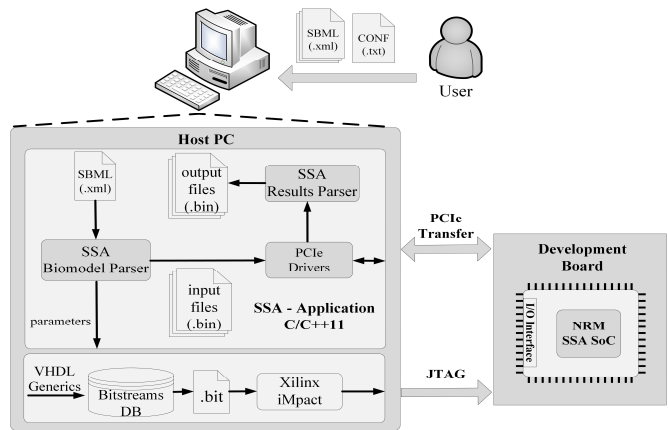 SBML
(.xml)
CONF
(.txt)
User
Host PC
SBML
(.xml)
output
files
(.bin)
SSA
Results Parser
SSA
Biomodel Parser
PCIe
Drivers
input
files
(.bin)
SSA - Application
C/C++11
parameters
VHDL
Generics
Bitstreams
DB
.bit
Xilinx
iMpact
PCIe
Transfer
JTAG
Development
Board
I/O Interface
NRM
SSA SoC